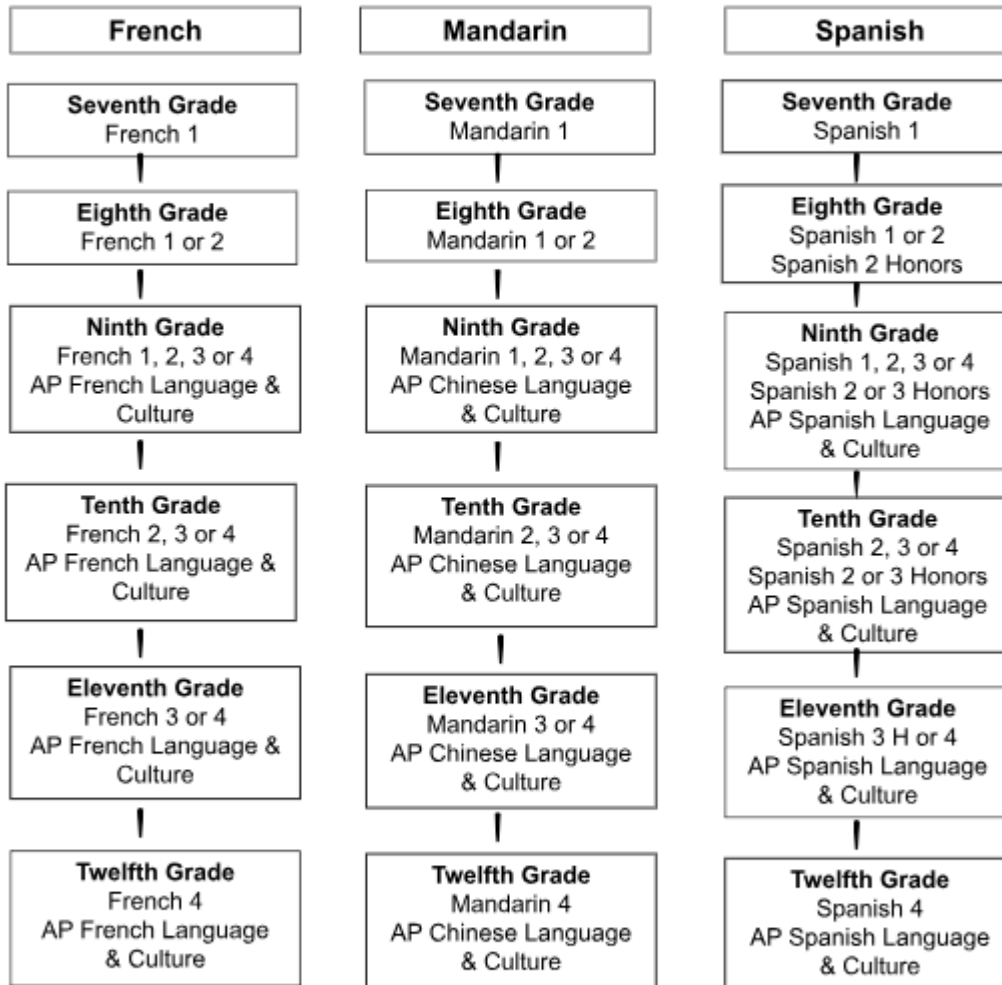 French
Seventh Grade
French 1
Eighth Grade
French 1 or 2
Ninth Grade
French 1, 2, 3 or 4
AP French Language &
Culture
Tenth Grade
French 2, 3 or 4
AP French Language &
Culture
Eleventh Grade
French 3 or 4
AP French Language &
Culture
Twelfth Grade
French 4
AP French Language
& Culture
Mandarin
Seventh Grade
Mandarin 1
Eighth Grade
Mandarin 1 or 2
Ninth Grade
Mandarin 1, 2, 3 or 4
AP Chinese Language
& Culture
Tenth Grade
Mandarin 2, 3 or 4
AP Chinese Language
& Culture
Eleventh Grade
Mandarin 3 or 4
AP Chinese Language
& Culture
Twelfth Grade
Mandarin 4
AP Chinese Language
& Culture
Spanish
Seventh Grade
Spanish 1
Eighth Grade
Spanish 1 or 2
Spanish 2 Honors
Ninth Grade
Spanish 1, 2, 3 or 4
Spanish 2 or 3 Honors
AP Spanish Language
& Culture
Tenth Grade
Spanish 2, 3 or 4
Spanish 2 or 3 Honors
AP Spanish Language
& Culture
Eleventh Grade
Spanish 3 H or 4
AP Spanish Language
& Culture
Twelfth Grade
Spanish 4
AP Spanish Language
& Culture